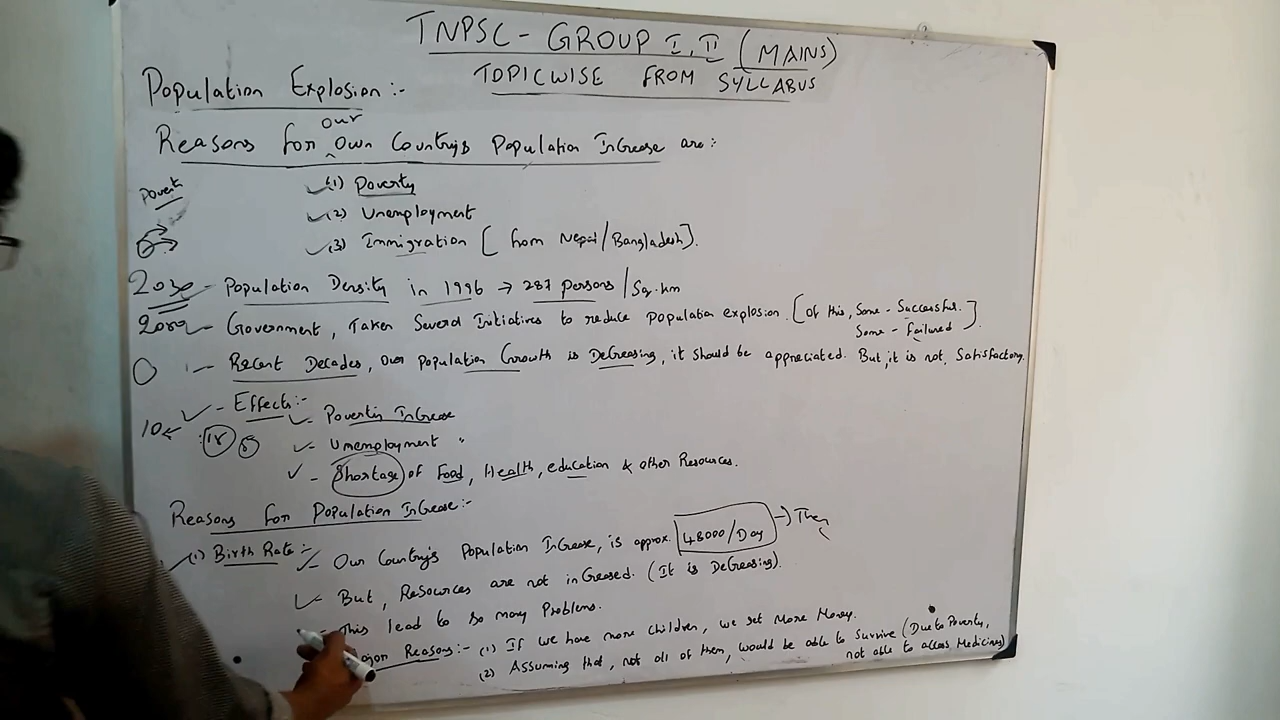 TNPSC - GROUP I, II (MAINS)
TOPICWISE FROM SYLLABUS
Population Explosion:-
our
Reasons for ^ Own Country's Population Increase are:
Poverty
✓(1) Poverty
✓(2) Unemployment
✓(3) Immigration [from Nepal/Bangladesh].
2030 - Population Density in 1996 → 287 persons/Sq.km
- Government, Taken Several Initiatives to reduce population explosion. [Of this, Some - Successful.
Some - failured].
- Recent Decades, our population Growth is Decreasing, it should be appreciated. But, it is not, Satisfactory.
✓ - Effects:-
10 ←
✓ - Poverty Increase
✓ - Unemployment "
✓ - Shortage of Food, Health, education & other Resources.
Reasons for Population Increase:-
✓(1) Birth Rate:- ✓ - Our Country's Population Increase, is approx. 48000/Day →
✓ - But, Resources are not increased. (It is Decreasing).
- This lead to so many Problems.
Reasons:- (1) If we have more children, we get More Money.
(2) Assuming that, not all of them, would be able to survive (Due to Poverty,
not able to access Medicines)